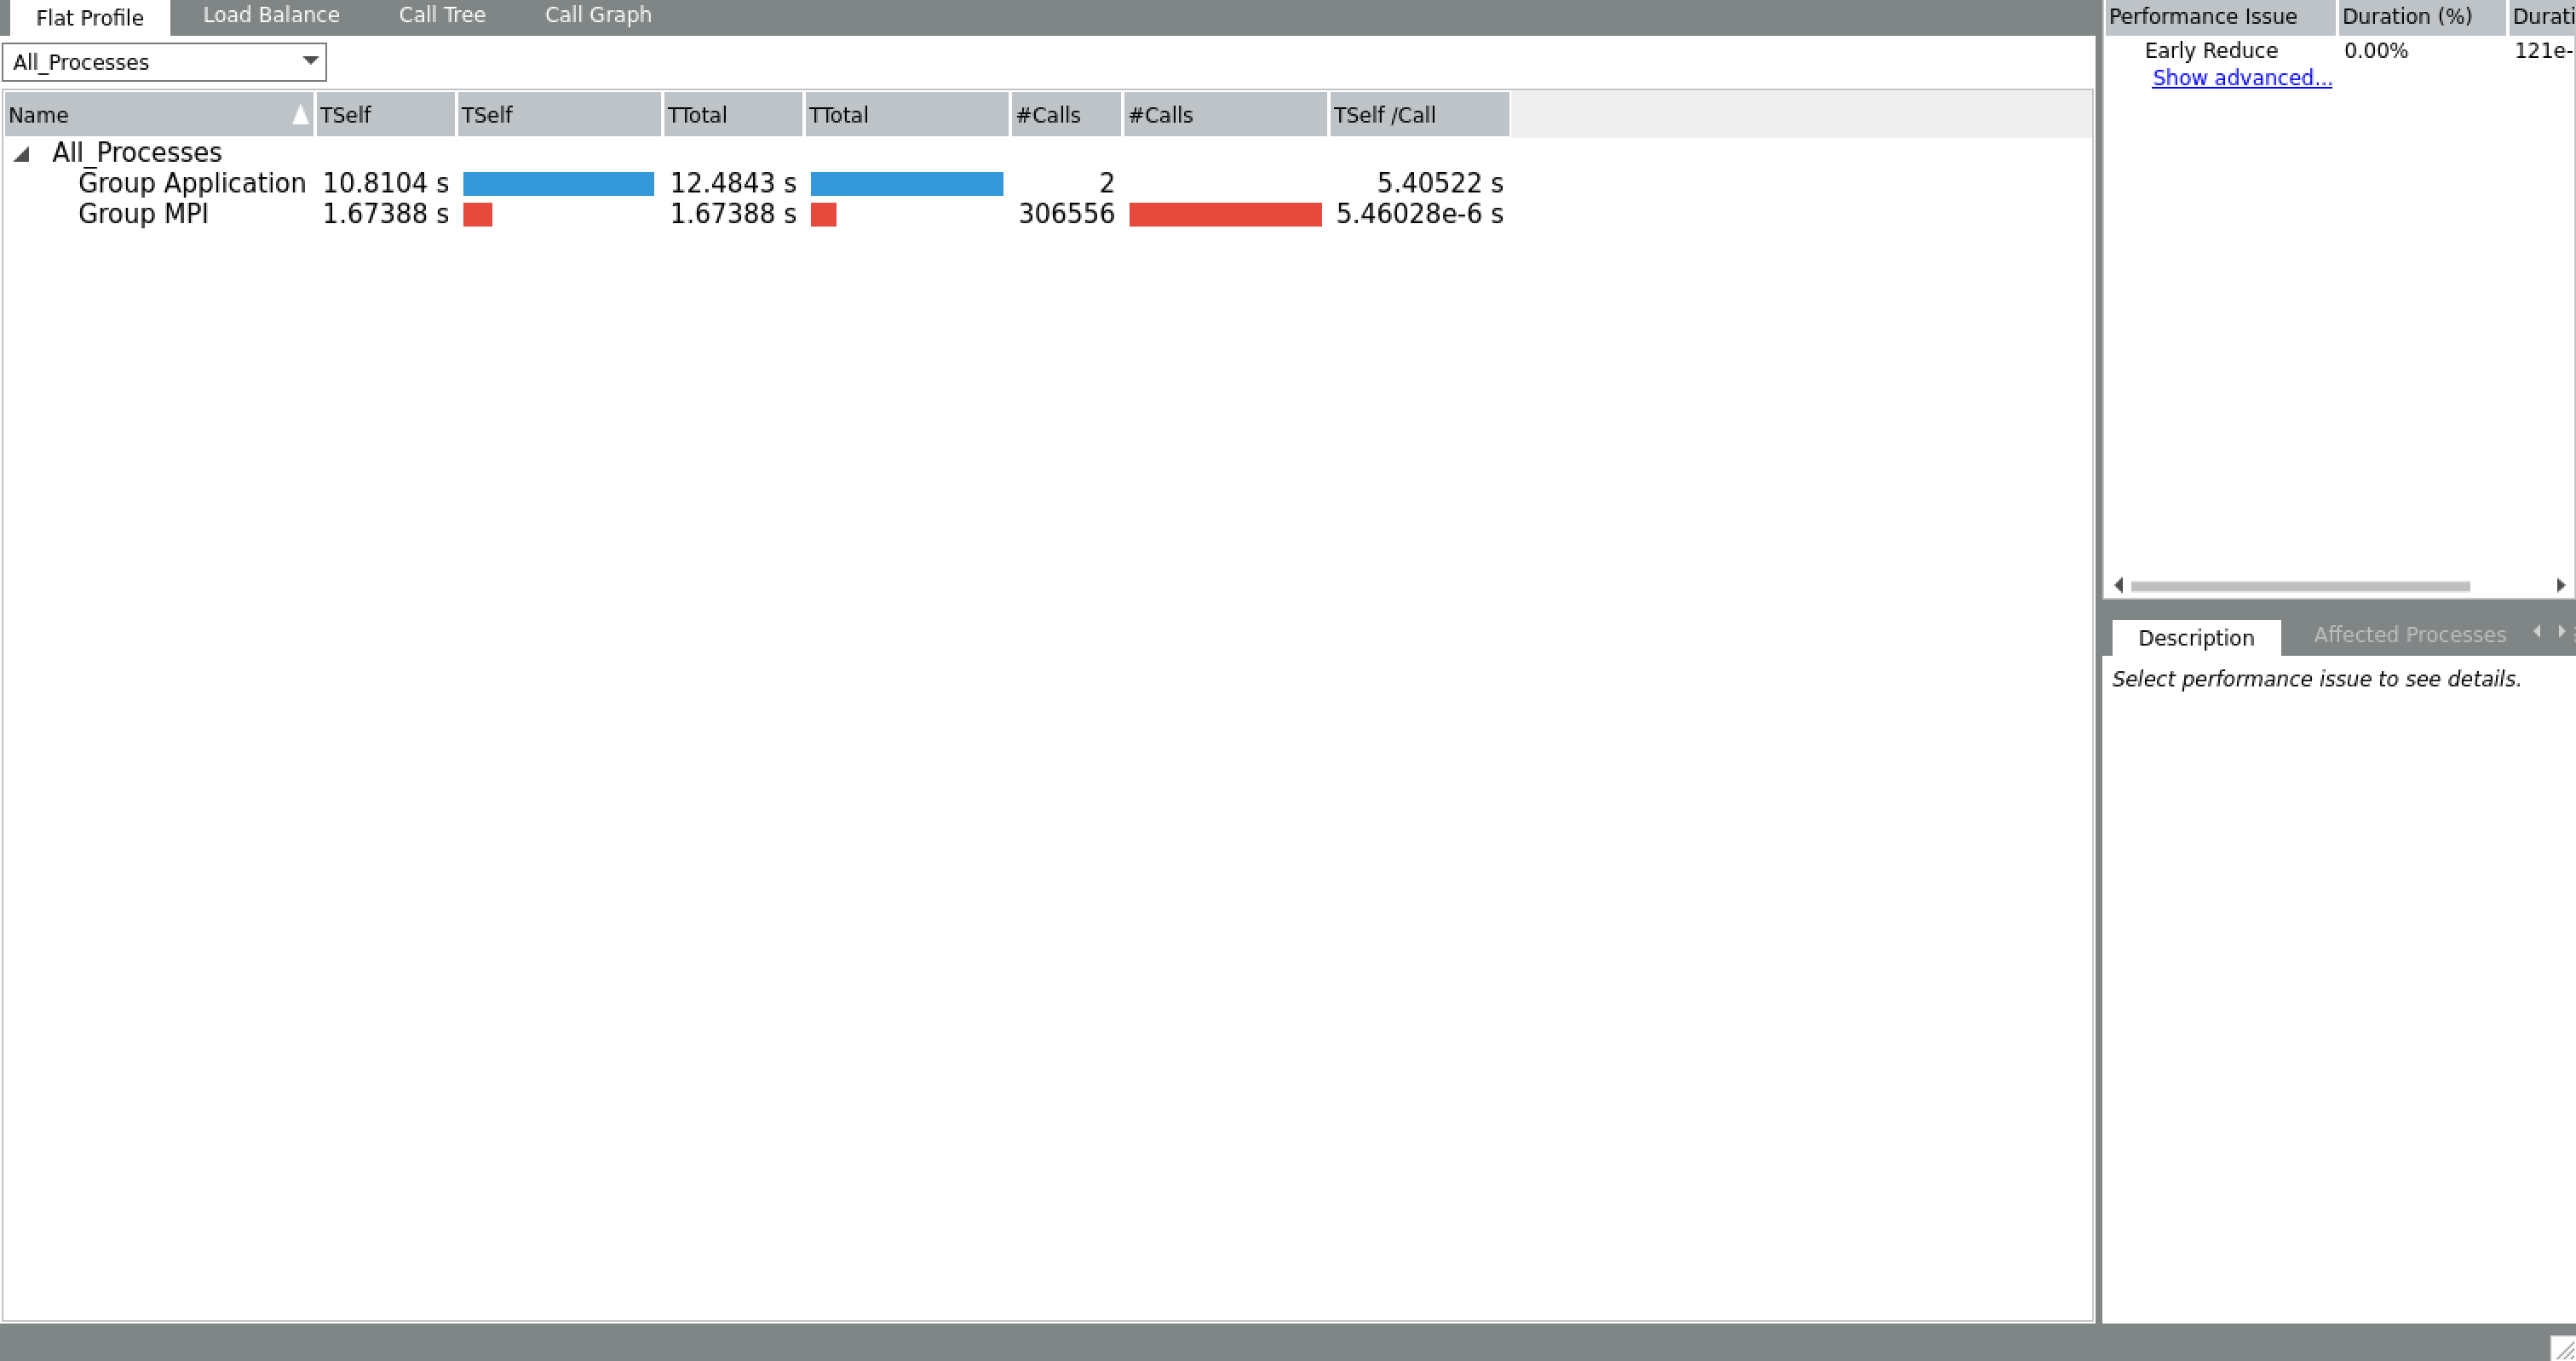 Flat Profile Load Balance Call Tree Call Graph
All_Processes
Name TSelf TSelf TTotal TTotal #Calls #Calls TSelf /Call
All_Processes
Group Application 10.8104 s 12.4843 s 2 5.40522 s
Group MPI 1.67388 s 1.67388 s 306556 5.46028e-6 s
Performance Issue Duration (%) Durati
Early Reduce 0.00% 121e-
Show advanced...
Description Affected Processes
Select performance issue to see details.